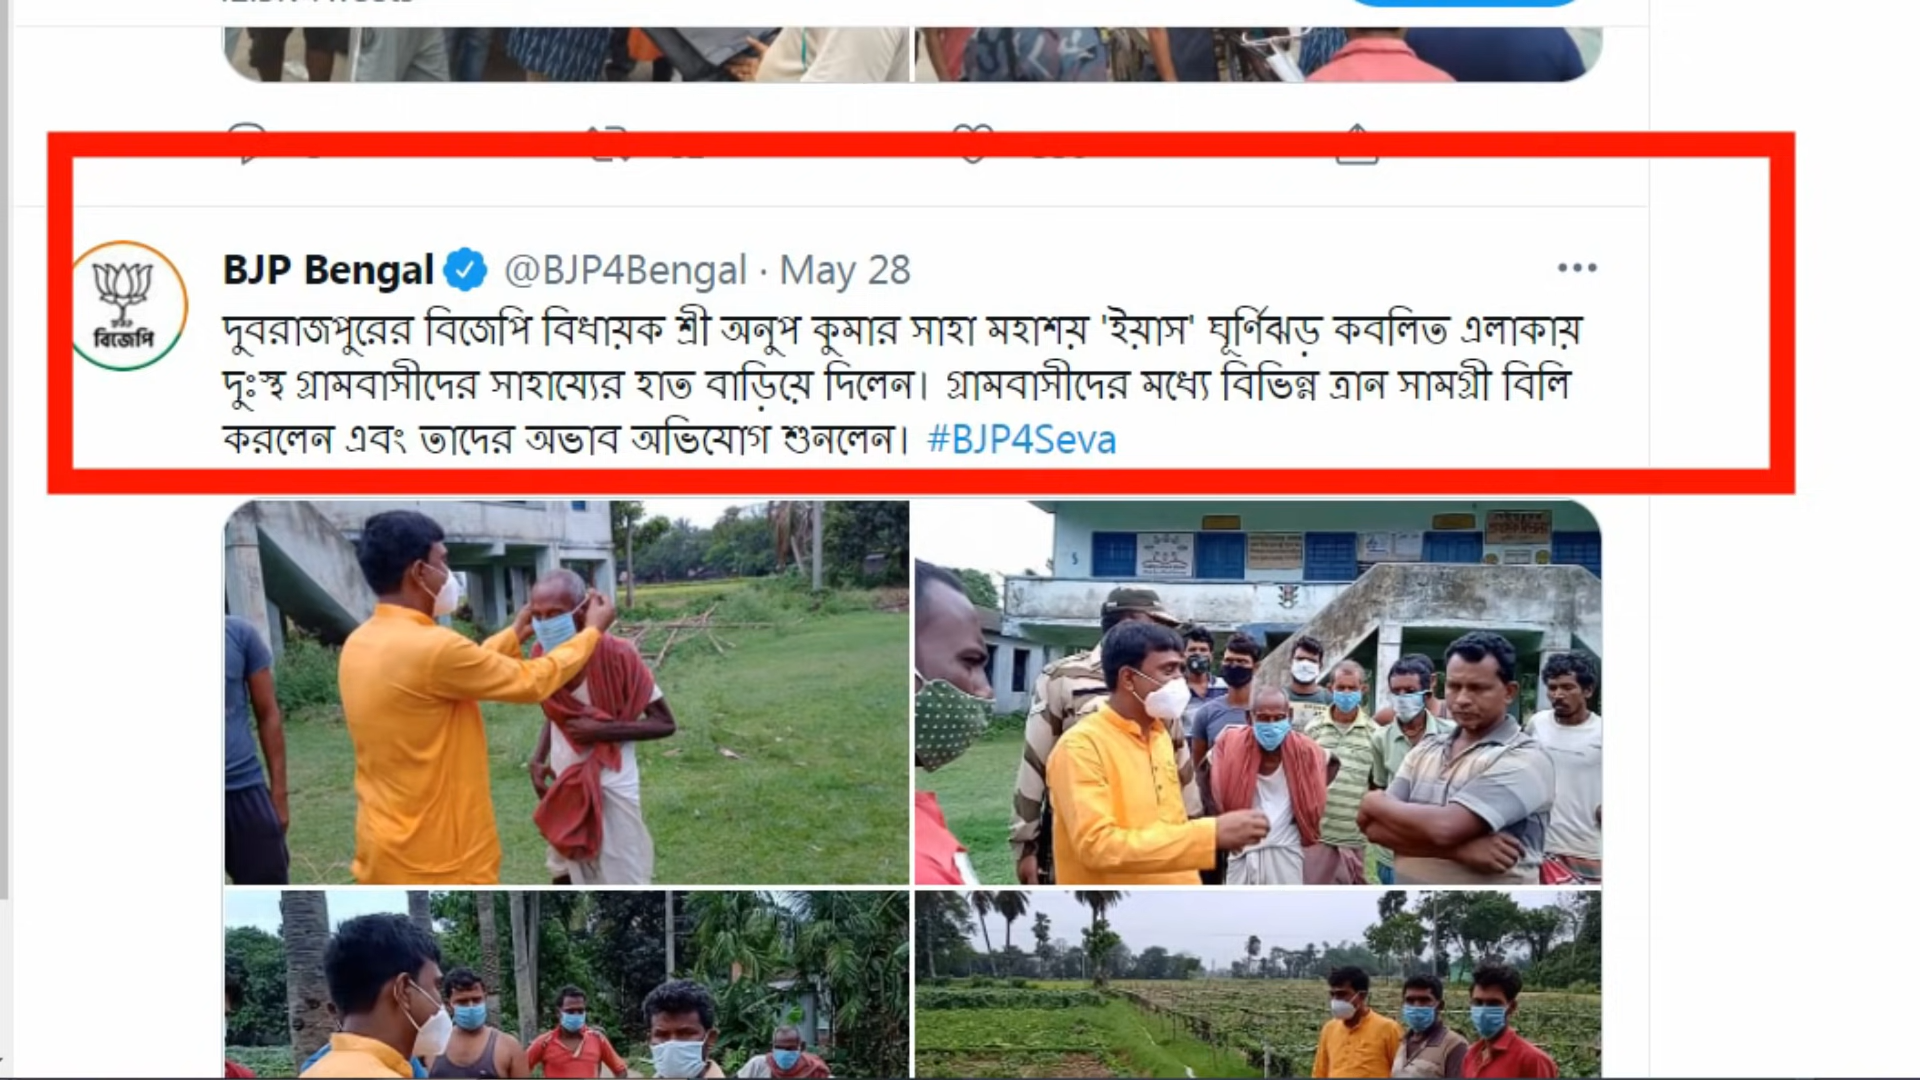 BJP Bengal @BJP4Bengal · May 28
দুবরাজপুরের বিজেপি বিধায়ক শ্রী অনুপ কুমার সাহা মহাশয় 'ইয়াস' ঘূর্ণিঝড় কবলিত এলাকায়
দুঃস্থ গ্রামবাসীদের সাহায্যের হাত বাড়িয়ে দিলেন। গ্রামবাসীদের মধ্যে বিভিন্ন ত্রান সামগ্রী বিলি
করলেন এবং তাদের অভাব অভিযোগ শুনলেন। #BJP4Seva
বিজেপি